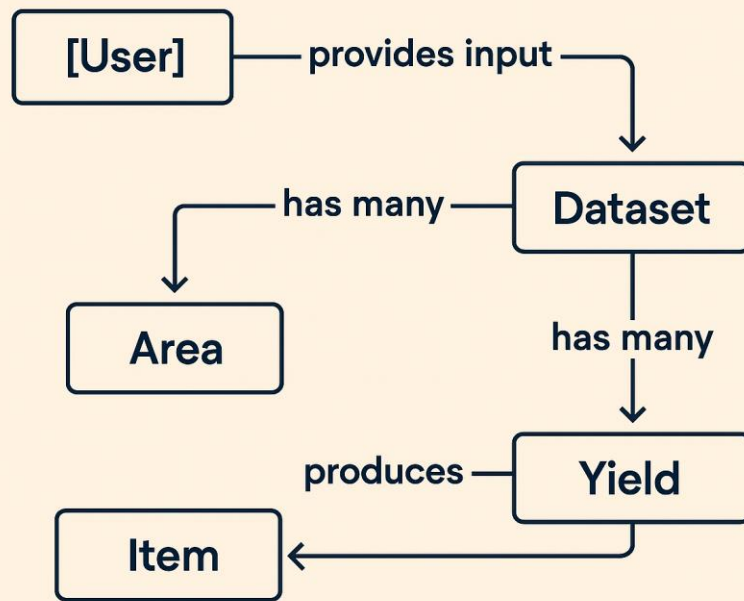 [User]
provides input
has many
Dataset
Area
has many
produces
Yield
Item